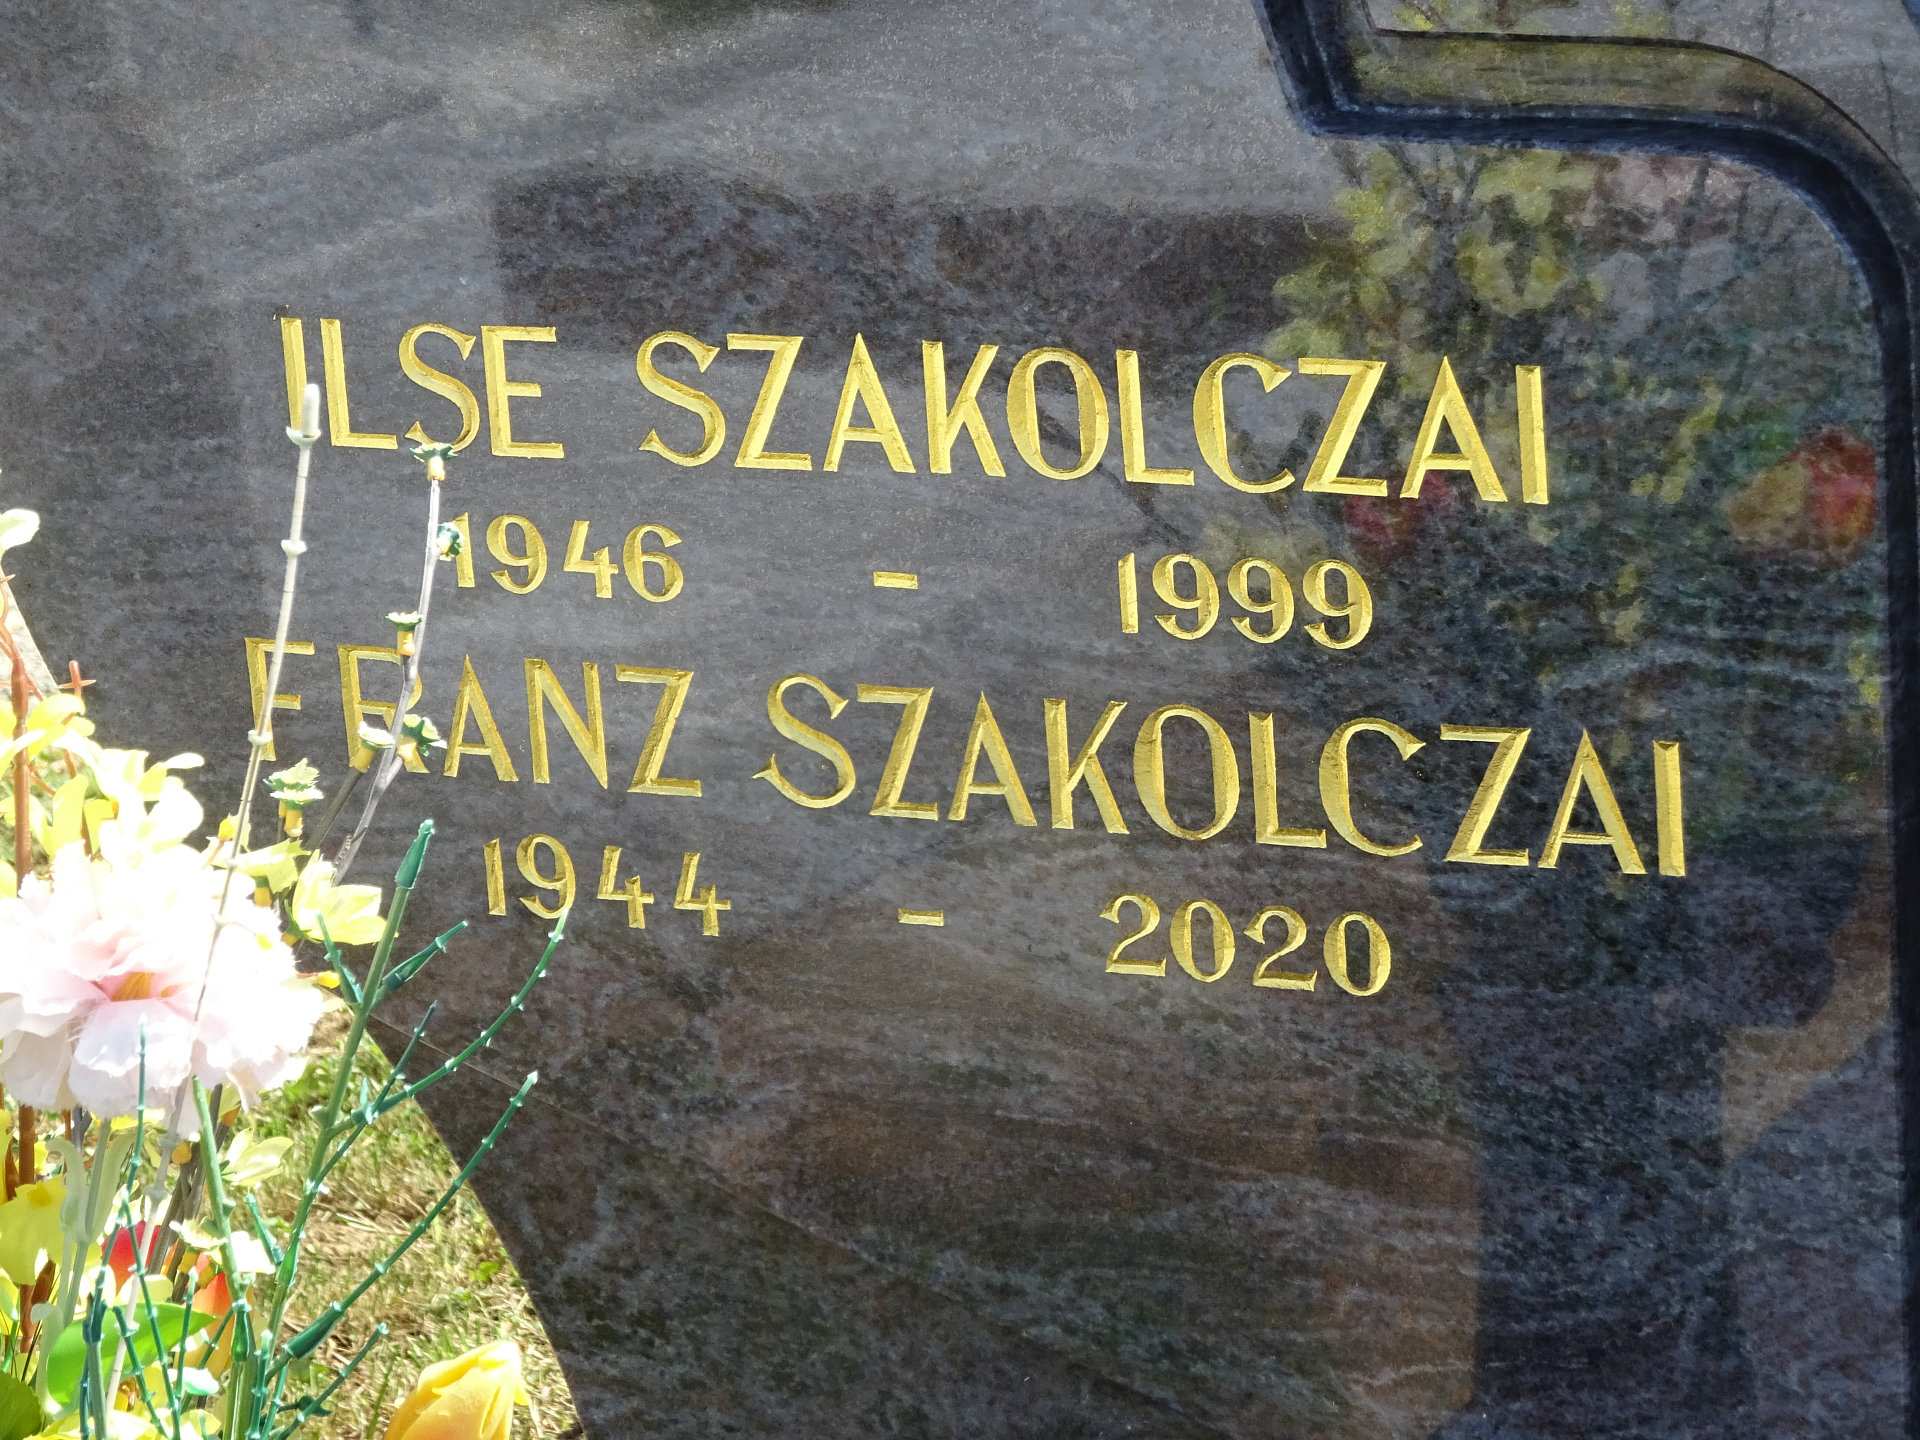 ILSE SZAKOLCZAI
1946 - 1999
FRANZ SZAKOLCZAI
1944 - 2020